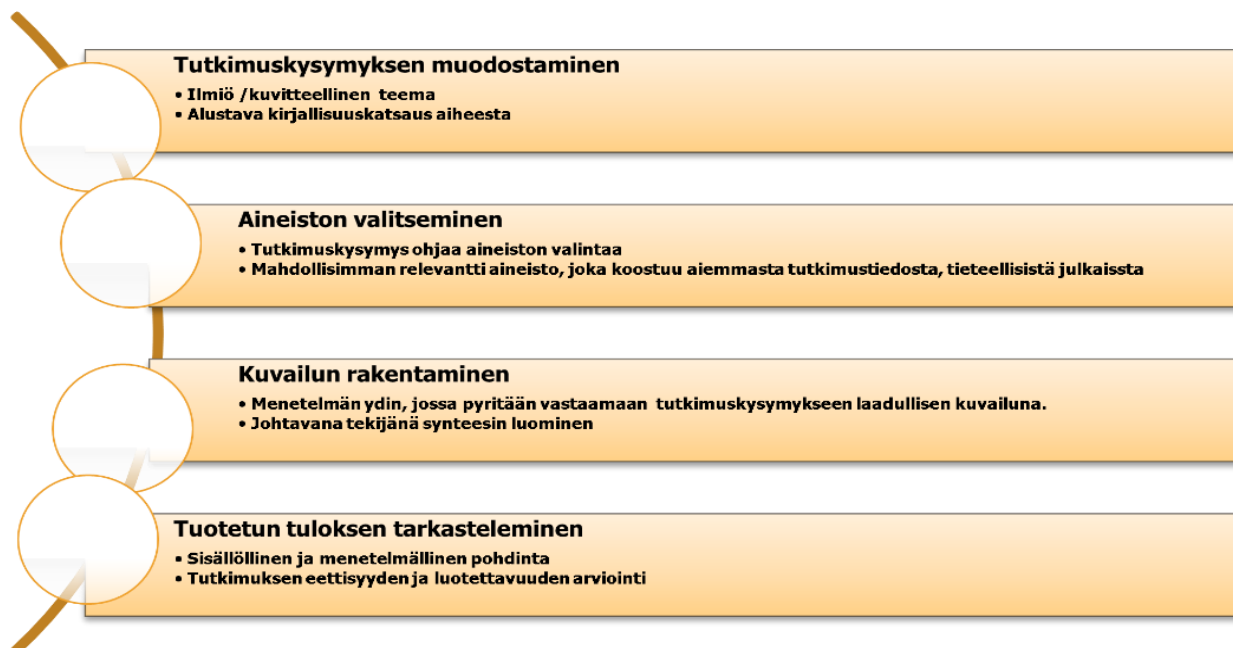 Tutkimuskysymyksen muodostaminen
• Ilmiö /kuvitteellinen teema
• Alustava kirjallisuuskatsaus aiheesta
Aineiston valitseminen
• Tutkimuskysymys ohjaa aineiston valintaa
• Mahdollisimman relevantti aineisto, joka koostuu aiemmasta tutkimustiedosta, tieteellisistä julkaissta
Kuvailun rakentaminen
• Menetelmän ydin, jossa pyritään vastaamaan tutkimuskysymykseen laadullisen kuvailuna.
• Johtavana tekijänä synteesin luominen
Tuotetun tuloksen tarkasteleminen
• Sisällöllinen ja menetelmällinen pohdinta
• Tutkimuksen eettisyyden ja luotettavuuden arviointi